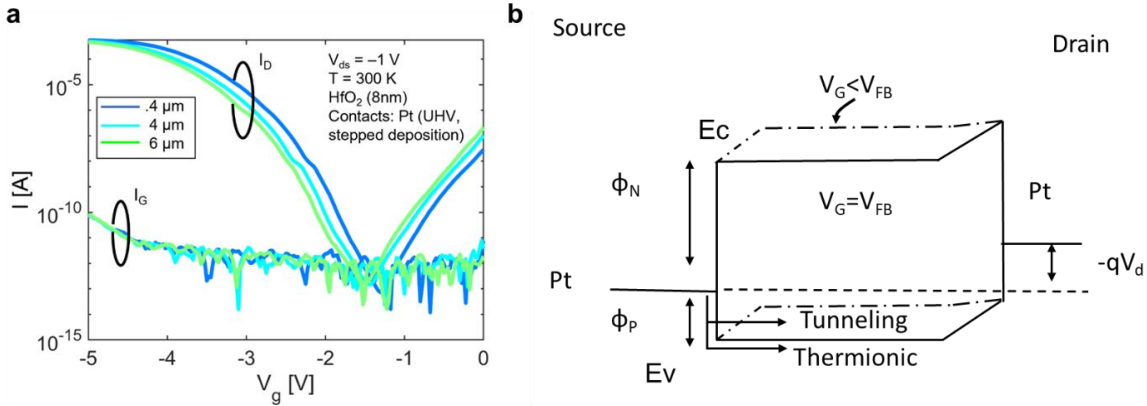 a
I [A]
10⁻⁵
10⁻¹⁰
10⁻¹⁵
I_D
V_ds = −1 V
T = 300 K
HfO₂ (8nm)
Contacts: Pt (UHV,
stepped deposition)
.4 µm
4 µm
6 µm
I_G
-5 -4 -3 -2 -1 0
V_g [V]
b
Source
Drain
V_G<V_FB
Ec
ϕ_N
V_G=V_FB
Pt
-qV_d
Pt
ϕ_P
Tunneling
Thermionic
Ev